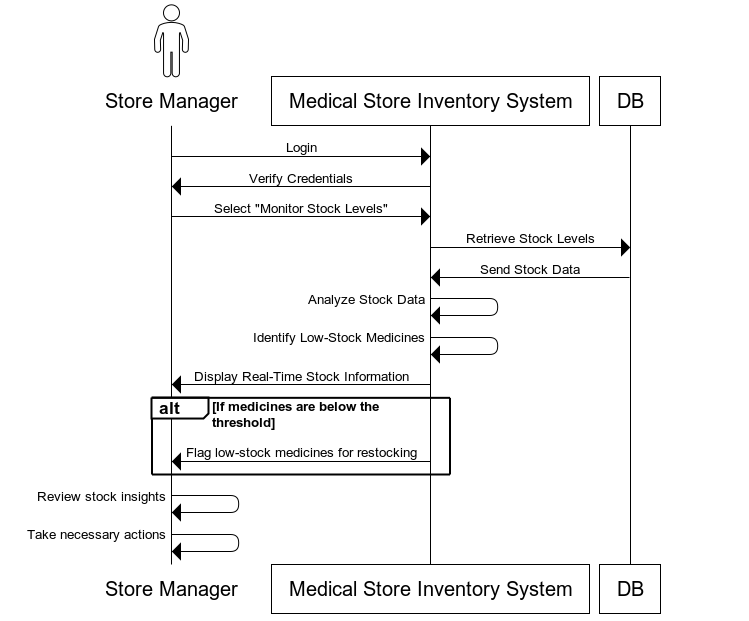 Store Manager
Medical Store Inventory System
DB
Login
Verify Credentials
Select "Monitor Stock Levels"
Retrieve Stock Levels
Send Stock Data
Analyze Stock Data
Identify Low-Stock Medicines
Display Real-Time Stock Information
alt
[If medicines are below the
threshold]
Flag low-stock medicines for restocking
Review stock insights
Take necessary actions
Store Manager
Medical Store Inventory System
DB